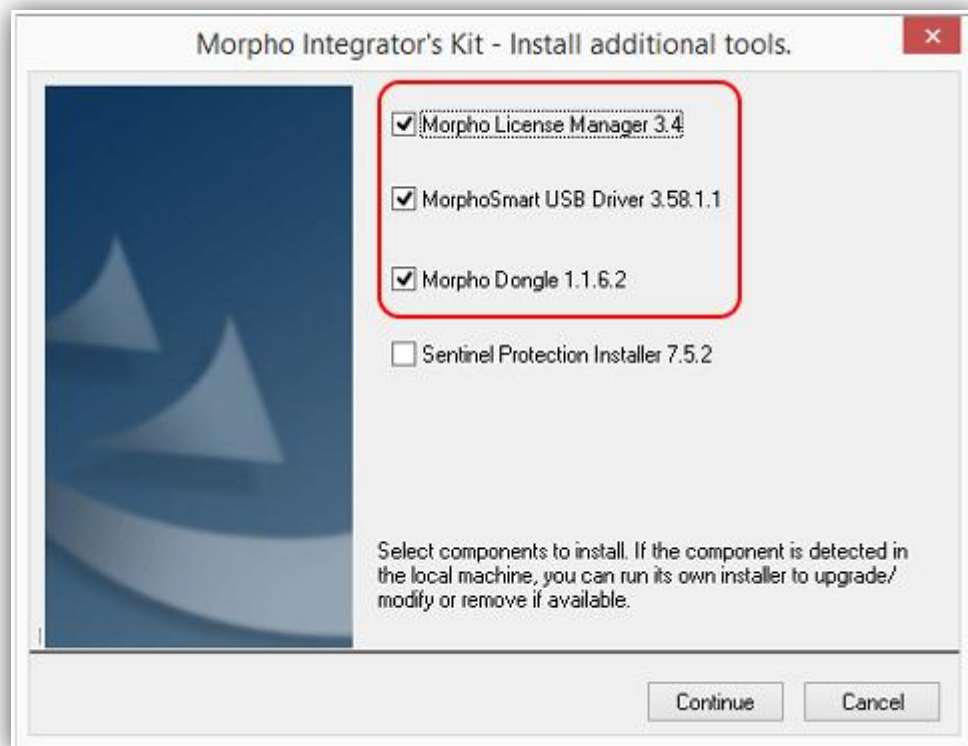 Morpho Integrator's Kit - Install additional tools.
Morpho License Manager 3.4
MorphoSmart USB Driver 3.58.1.1
Morpho Dongle 1.1.6.2
Sentinel Protection Installer 7.5.2
Select components to install. If the component is detected in
the local machine, you can run its own installer to upgrade/
modify or remove if available.
Continue
Cancel